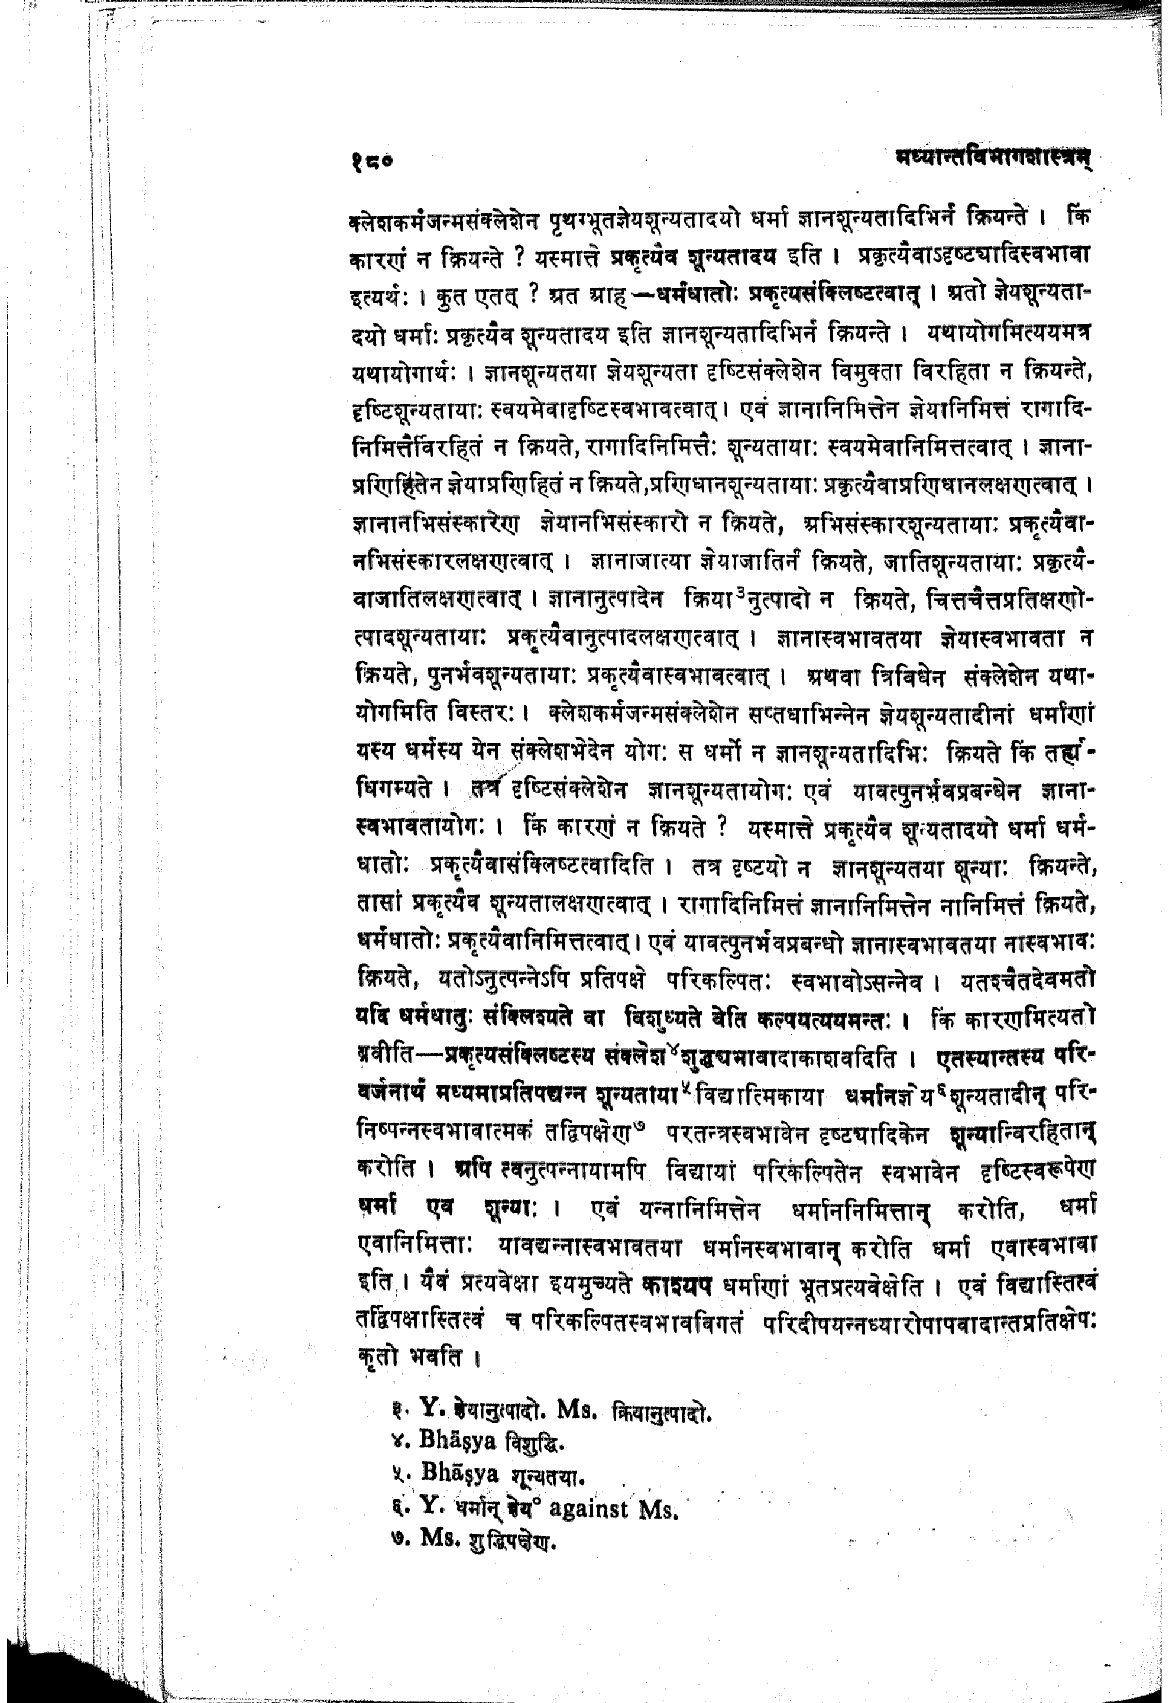 १८०
मध्यान्तविभागशास्त्रम्
क्लेशकर्मजन्मसंक्लेशेन पृथग्भूतज्ञेयशून्यतादयो धर्मा ज्ञानशून्यतादिभिर्न क्रियन्ते । किं
कारणं न क्रियन्ते ? यस्मात्ते प्रकृत्यैव शून्यतादय इति । प्रकृत्यैवाऽदृष्ट्यादिस्वभावा
इत्यर्थः । कुत एतत् ? अत आह—धर्मधातोः प्रकृत्यसंक्लिष्टत्वात् । अतो ज्ञेयशून्यता-
दयो धर्माः प्रकृत्यैव शून्यतादय इति ज्ञानशून्यतादिभिर्न क्रियन्ते । यथायोगमित्ययमत्र
यथायोगार्थः । ज्ञानशून्यतया ज्ञेयशून्यता दृष्टिसंक्लेशेन विमुक्ता विरहिता न क्रियन्ते,
दृष्टिशून्यतायाः स्वयमेवादृष्टिस्वभावत्वात् । एवं ज्ञानानिमित्तेन ज्ञेयानिमित्तं रागादि-
निमित्तैर्विरहितं न क्रियते, रागादिनिमित्तैः शून्यतायाः स्वयमेवानिमित्तत्वात् । ज्ञाना-
प्रणिहितेन ज्ञेयाप्रणिहितं न क्रियते,प्रणिधानशून्यतायाः प्रकृत्यैवाप्रणिधानलक्षणत्वात् ।
ज्ञानानभिसंस्कारेण ज्ञेयानभिसंस्कारो न क्रियते, अभिसंस्कारशून्यतायाः प्रकृत्यैवा-
नभिसंस्कारलक्षणत्वात् । ज्ञानाजात्या ज्ञेयाजातिर्न क्रियते, जातिशून्यतायाः प्रकृत्यै-
वाजातिलक्षणत्वात् । ज्ञानानुत्पादेन क्रिया³नुत्पादो न क्रियते, चित्तचैत्तप्रतिक्षणो-
त्पादशून्यतायाः प्रकृत्यैवानुत्पादलक्षणत्वात् । ज्ञानास्वभावतया ज्ञेयास्वभावता न
क्रियते, पुनर्भवशून्यतायाः प्रकृत्यैवास्वभावत्वात् । अथवा त्रिविधेन संक्लेशेन यथा-
योगमिति विस्तरः । क्लेशकर्मजन्मसंक्लेशेन सप्तधाभिन्नेन ज्ञेयशून्यतादीनां धर्माणां
यस्य धर्मस्य येन संक्लेशभेदेन योगः स धर्मो न ज्ञानशून्यतादिभिः क्रियते किं तर्ह्य-
धिगम्यते । तत्र दृष्टिसंक्लेशेन ज्ञानशून्यतायोगः एवं यावत्पुनर्भवप्रबन्धेन ज्ञाना-
स्वभावतायोगः । किं कारणं न क्रियते ? यस्मात्ते प्रकृत्यैव शून्यतादयो धर्मा धर्म-
धातोः प्रकृत्यैवासंक्लिष्टत्वादिति । तत्र दृष्टयो न ज्ञानशून्यतया शून्याः क्रियन्ते,
तासां प्रकृत्यैव शून्यतालक्षणत्वात् । रागादिनिमित्तं ज्ञानानिमित्तेन नानिमित्तं क्रियते,
धर्मधातोः प्रकृत्यैवानिमित्तत्वात् । एवं यावत्पुनर्भवप्रबन्धो ज्ञानास्वभावतया नास्वभावः
क्रियते, यतोऽनुत्पन्नेऽपि प्रतिपक्षे परिकल्पितः स्वभावोऽसन्नेव । यतश्चैतदेवमतो
यदि धर्मधातुः संक्लिश्यते वा विशुध्यते वेति कल्पयत्ययमन्तः । किं कारणमित्यतो
ब्रवीति—प्रकृत्यसंक्लिष्टस्य संक्लेश४शुद्ध्यभावादाकाशवदिति । एतस्यान्तस्य परि-
वर्जनार्थं मध्यमाप्रतिपद्यन्न शून्यताया५विद्यात्मिकाया धर्मानज्ञेय६शून्यतादीन् परि-
निष्पन्नस्वभावात्मकं तद्विपक्षेण७ परतन्त्रस्वभावेन दृष्ट्यादिकेन शून्यान्विरहितान्
करोति । अपि त्वनुत्पन्नायामपि विद्यायां परिकल्पितेन स्वभावेन दृष्टिस्वरूपेण
धर्मा एव शून्याः । एवं यन्नानिमित्तेन धर्माननिमित्तान् करोति, धर्मा
एवानिमित्ताः यावद्यन्नास्वभावतया धर्मानस्वभावान् करोति धर्मा एवास्वभावा
इति । यैवं प्रत्यवेक्षा इयमुच्यते काश्यप धर्माणां भूतप्रत्यवेक्षेति । एवं विद्यास्तित्वं
तद्विपक्षास्तित्वं च परिकल्पितस्वभावविगतं परिदीपयन्नध्यारोपापवादान्तप्रतिक्षेपः
कृतो भवति ।
३. Y. ज्ञेयानुत्पादो. Ms. क्रियानुत्पादो.
४. Bhāṣya विशुद्धि.
५. Bhāṣya शून्यतया.
६. Y. धर्मान् ज्ञेय° against Ms.
७. Ms. शुद्धिपक्षेण.